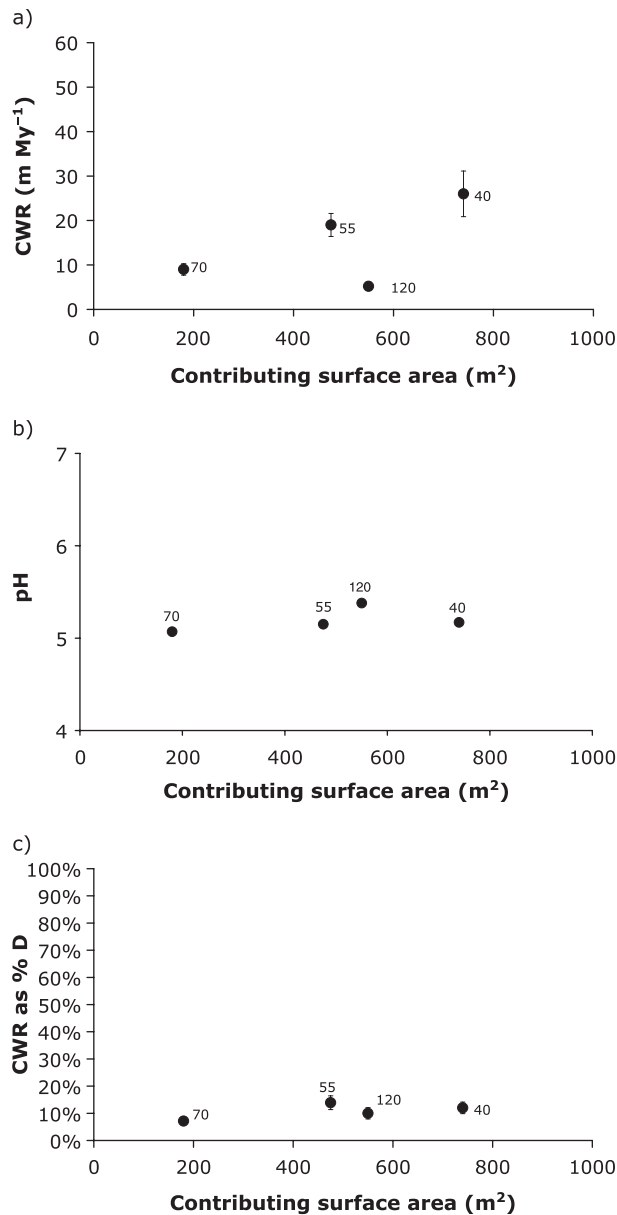 a)
60
50
40
30
20
10
0
CWR (m My⁻¹)
70
55
120
40
0 200 400 600 800 1000
Contributing surface area (m²)
b)
7
6
5
4
pH
70
55
120
40
0 200 400 600 800 1000
Contributing surface area (m²)
c)
100%
90%
80%
70%
60%
50%
40%
30%
20%
10%
0%
CWR as % D
70
55
120
40
0 200 400 600 800 1000
Contributing surface area (m²)